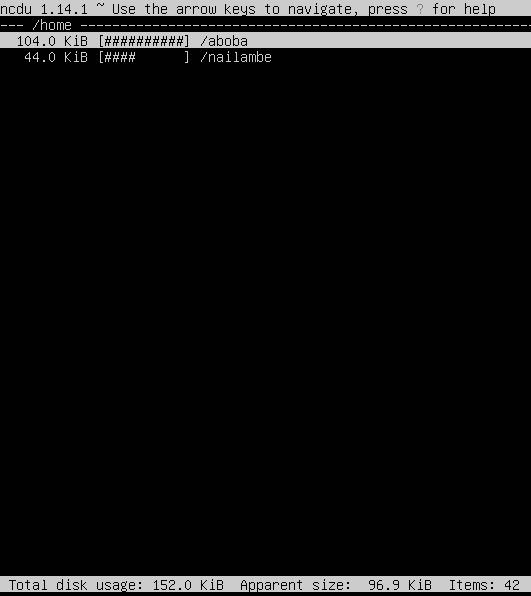 ncdu 1.14.1 ~ Use the arrow keys to navigate, press ? for help
--- /home ----------------------------------------------------------
  104.0 KiB [##########] /aboba
   44.0 KiB [####      ] /nailambe
 Total disk usage: 152.0 KiB  Apparent size:  96.9 KiB  Items: 42